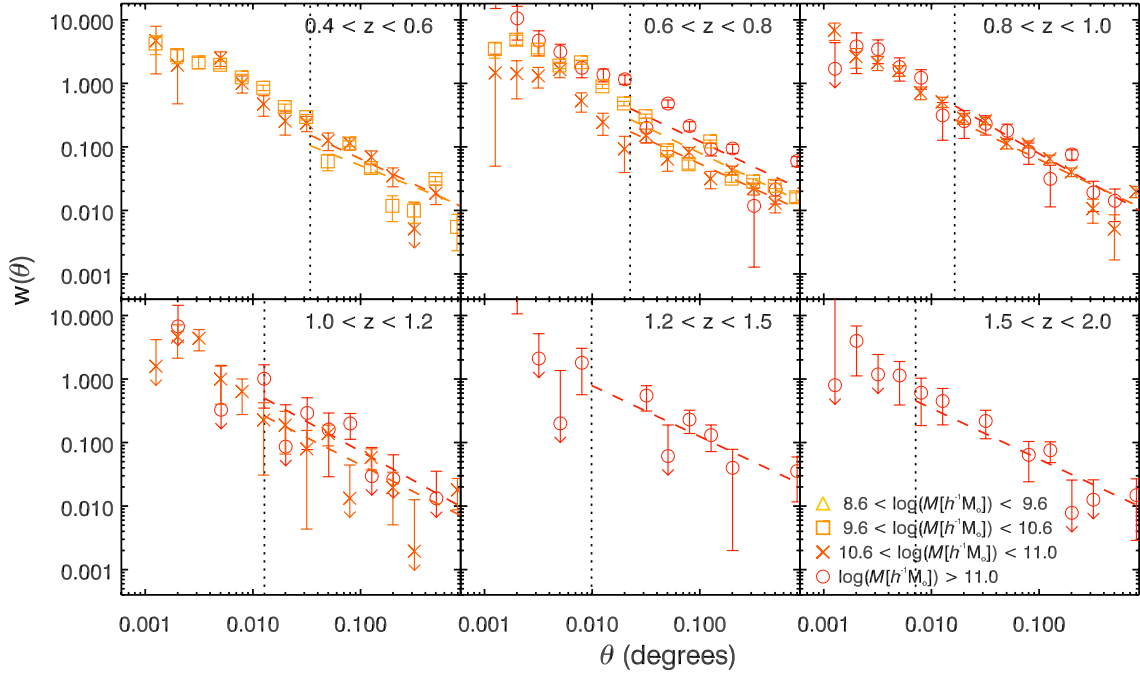 0.4 < z < 0.6
0.6 < z < 0.8
0.8 < z < 1.0
10.000
1.000
0.100
0.010
0.001
1.0 < z < 1.2
1.2 < z < 1.5
1.5 < z < 2.0
10.000
1.000
0.100
0.010
0.001
w(θ)
8.6 < log(M[h⁻¹M₀]) < 9.6
9.6 < log(M[h⁻¹M₀]) < 10.6
10.6 < log(M[h⁻¹M₀]) < 11.0
log(M[h⁻¹M₀]) > 11.0
0.001 0.010 0.100 0.001 0.010 0.100 0.001 0.010 0.100
θ (degrees)